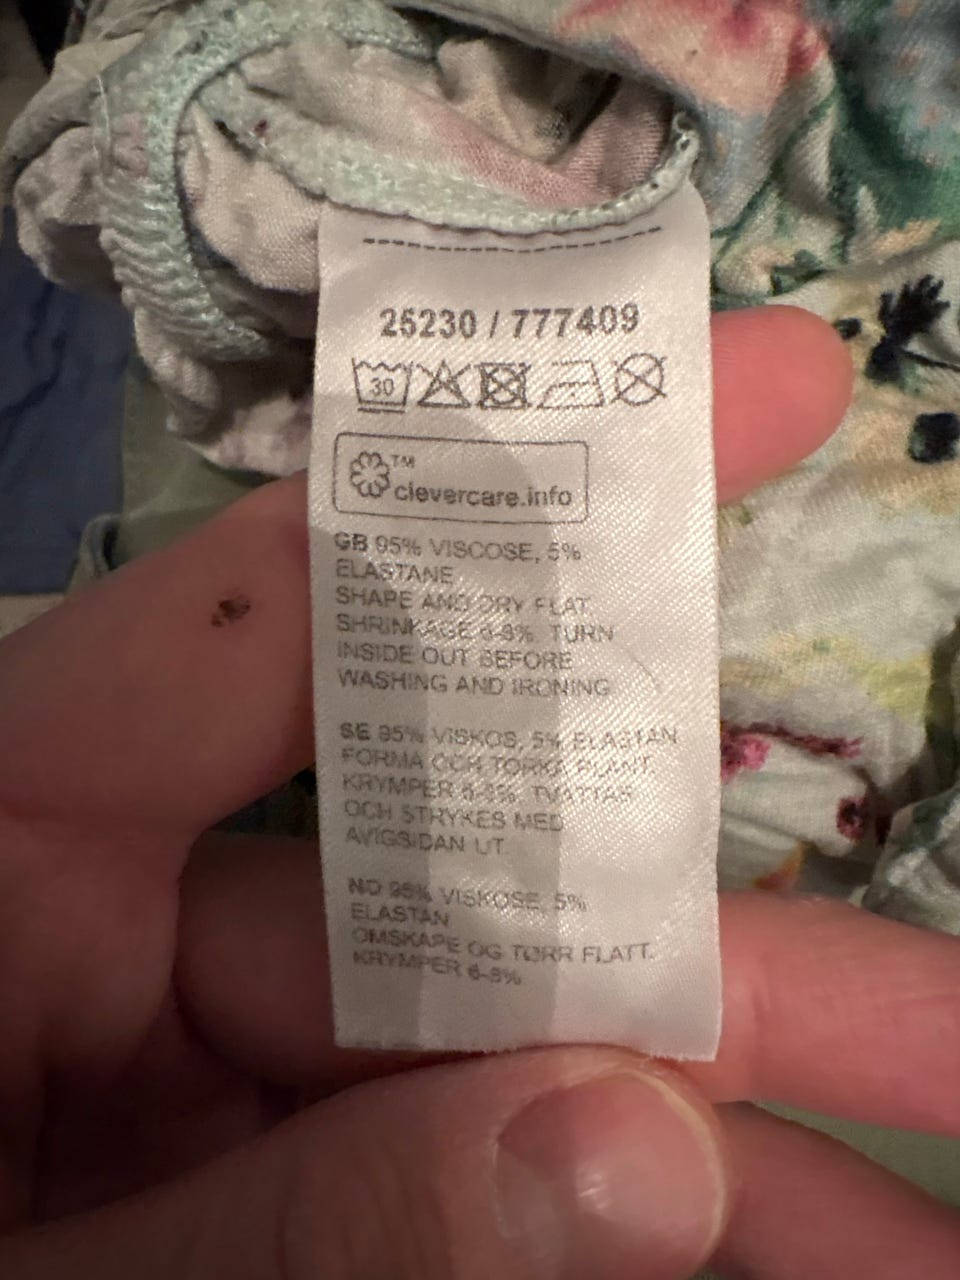 25230 / 777409
30
TM
clevercare.info
GB 95% VISCOSE, 5%
ELASTANE
SHAPE AND DRY FLAT.
SHRINKAGE 6-8%. TURN
INSIDE OUT BEFORE
WASHING AND IRONING
SE 95% VISKOS, 5% ELASTAN
FORMA OCH TORKA PLANT.
KRYMPER 6-8%. TVÄTTAS
OCH STRYKES MED
AVIGSIDAN UT.
NO 95% VISKOSE, 5%
ELASTAN
OMSKAPE OG TØRR FLATT.
KRYMPER 6-8%